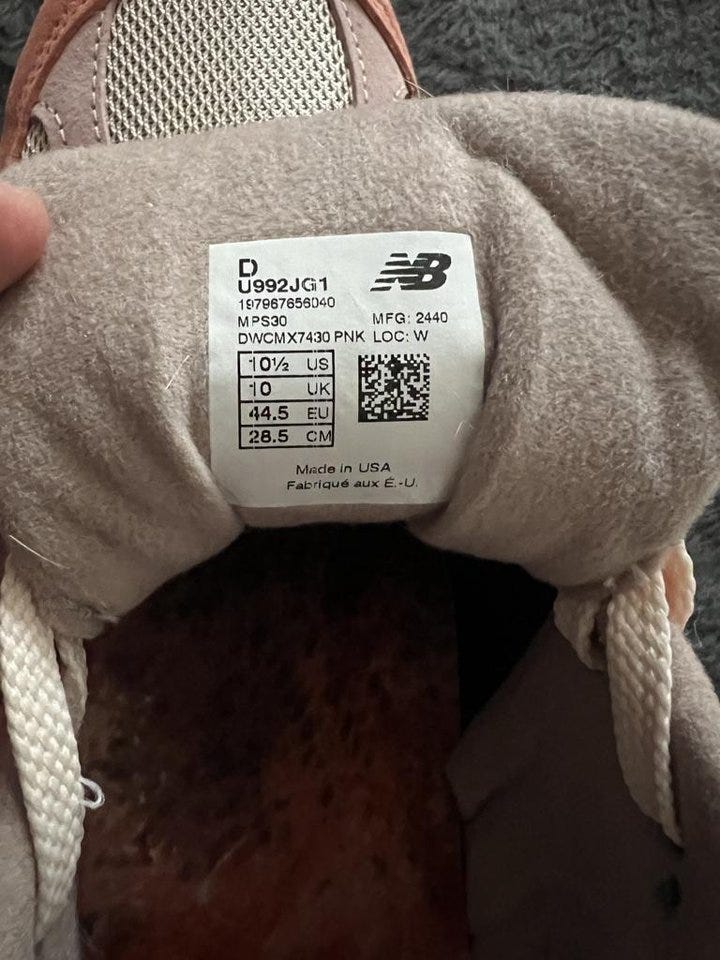 D
U992JG1
NB
197967656040
MPS30 MFG: 2440
DWCMX7430 PNK LOC: W
10½ US
10 UK
44.5 EU
28.5 CM
Made in USA
Fabriqué aux É.-U.